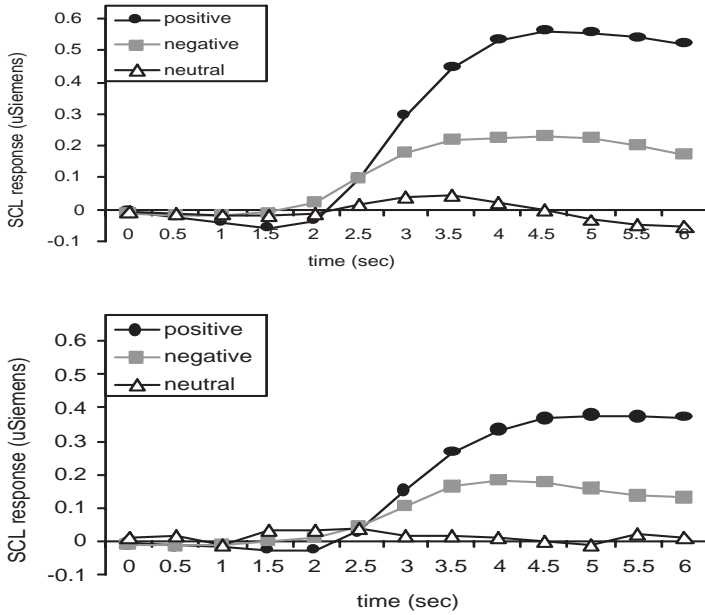 SCL response (uSiemens)
0.6
0.5
0.4
0.3
0.2
0.1
0
-0.1
positive
negative
neutral
0 0.5 1 1.5 2 2.5 3 3.5 4 4.5 5 5.5 6
time (sec)
SCL response (uSiemens)
0.6
0.5
0.4
0.3
0.2
0.1
0
-0.1
positive
negative
neutral
0 0.5 1 1.5 2 2.5 3 3.5 4 4.5 5 5.5 6
time (sec)